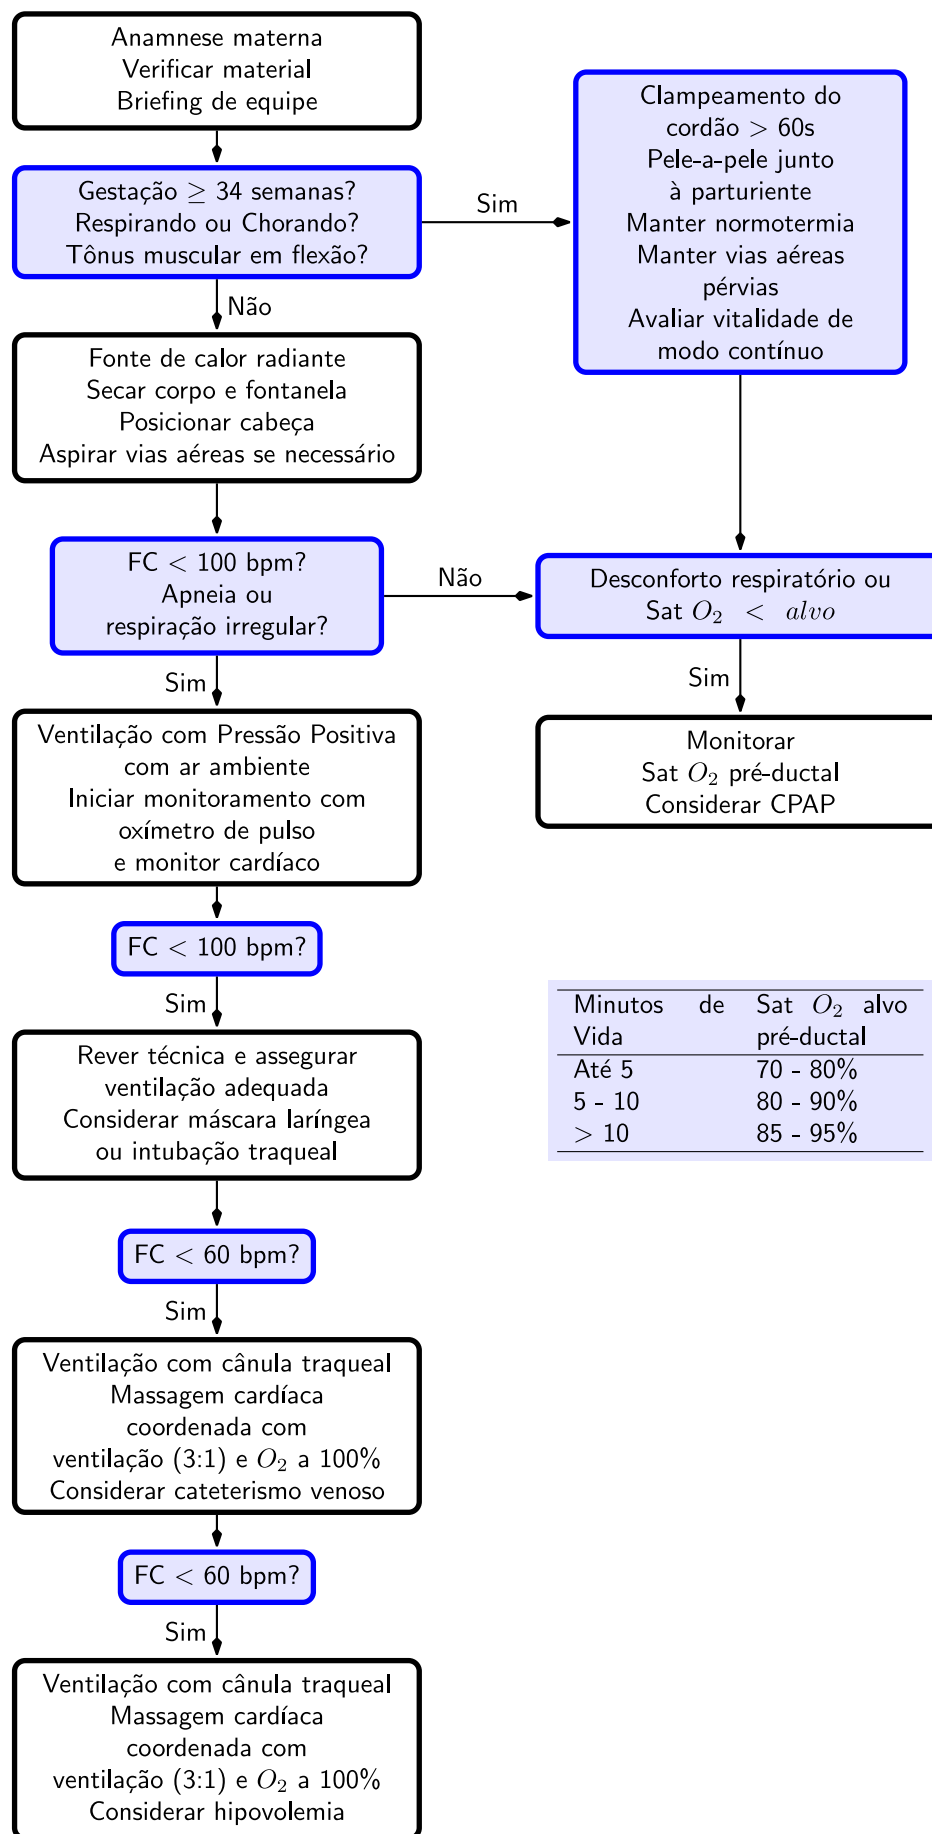 Anamnese materna
Verificar material
Briefing de equipe
Gestação ≥ 34 semanas?
Respirando ou Chorando?
Tônus muscular em flexão?
Sim
Clampeamento do
cordão > 60s
Pele-a-pele junto
à parturiente
Manter normotermia
Manter vias aéreas
pérvias
Avaliar vitalidade de
modo contínuo
Não
Fonte de calor radiante
Secar corpo e fontanela
Posicionar cabeça
Aspirar vias aéreas se necessário
FC < 100 bpm?
Apneia ou
respiração irregular?
Não
Desconforto respiratório ou
Sat O₂ < alvo
Sim
Sim
Monitorar
Sat O₂ pré-ductal
Considerar CPAP
Ventilação com Pressão Positiva
com ar ambiente
Iniciar monitoramento com
oxímetro de pulso
e monitor cardíaco
FC < 100 bpm?
Sim
Minutos de Sat O₂ alvo
Vida pré-ductal
Até 5 70 - 80%
5 - 10 80 - 90%
> 10 85 - 95%
Rever técnica e assegurar
ventilação adequada
Considerar máscara laríngea
ou intubação traqueal
FC < 60 bpm?
Sim
Ventilação com cânula traqueal
Massagem cardíaca
coordenada com
ventilação (3:1) e O₂ a 100%
Considerar cateterismo venoso
FC < 60 bpm?
Sim
Ventilação com cânula traqueal
Massagem cardíaca
coordenada com
ventilação (3:1) e O₂ a 100%
Considerar hipovolemia